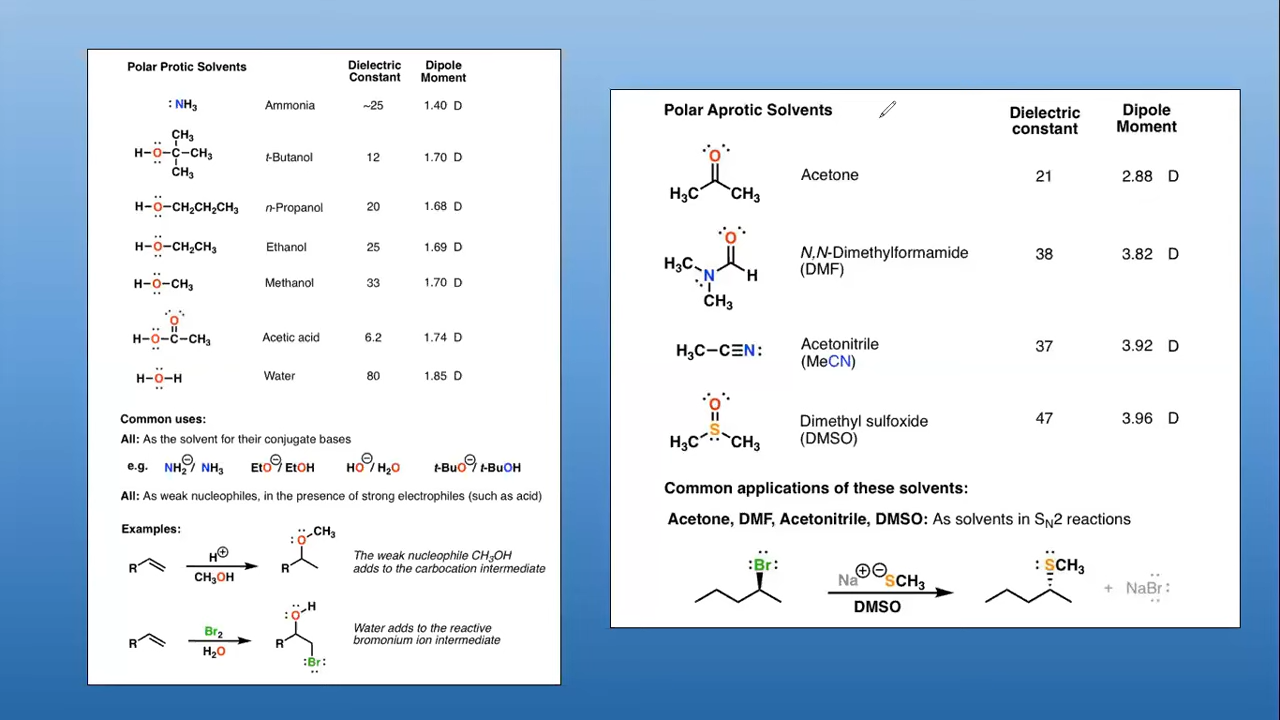 Polar Protic Solvents Dielectric Constant Dipole Moment
:NH3 Ammonia ~25 1.40 D
CH3
H–O–C–CH3 t-Butanol 12 1.70 D
CH3
H–O–CH2CH2CH3 n-Propanol 20 1.68 D
H–O–CH2CH3 Ethanol 25 1.69 D
H–O–CH3 Methanol 33 1.70 D
O
H–O–C–CH3 Acetic acid 6.2 1.74 D
H–O–H Water 80 1.85 D
Common uses:
All: As the solvent for their conjugate bases
e.g. NH2⊖/ NH3 EtO⊖/ EtOH HO⊖/ H2O t-BuO⊖/ t-BuOH
All: As weak nucleophiles, in the presence of strong electrophiles (such as acid)
Examples:
R H⊕ CH3OH :O CH3 R
The weak nucleophile CH3OH
adds to the carbocation intermediate
R Br2 H2O :O H R :Br:
Water adds to the reactive
bromonium ion intermediate
Polar Aprotic Solvents Dielectric constant Dipole Moment
O
H3C CH3 Acetone 21 2.88 D
O
H3C N H CH3 N,N-Dimethylformamide 38 3.82 D
(DMF)
H3C–C≡N: Acetonitrile 37 3.92 D
(MeCN)
O
H3C S CH3 Dimethyl sulfoxide 47 3.96 D
(DMSO)
Common applications of these solvents:
Acetone, DMF, Acetonitrile, DMSO: As solvents in SN2 reactions
:Br: Na⊕ ⊖SCH3 :SCH3 + NaBr:
DMSO